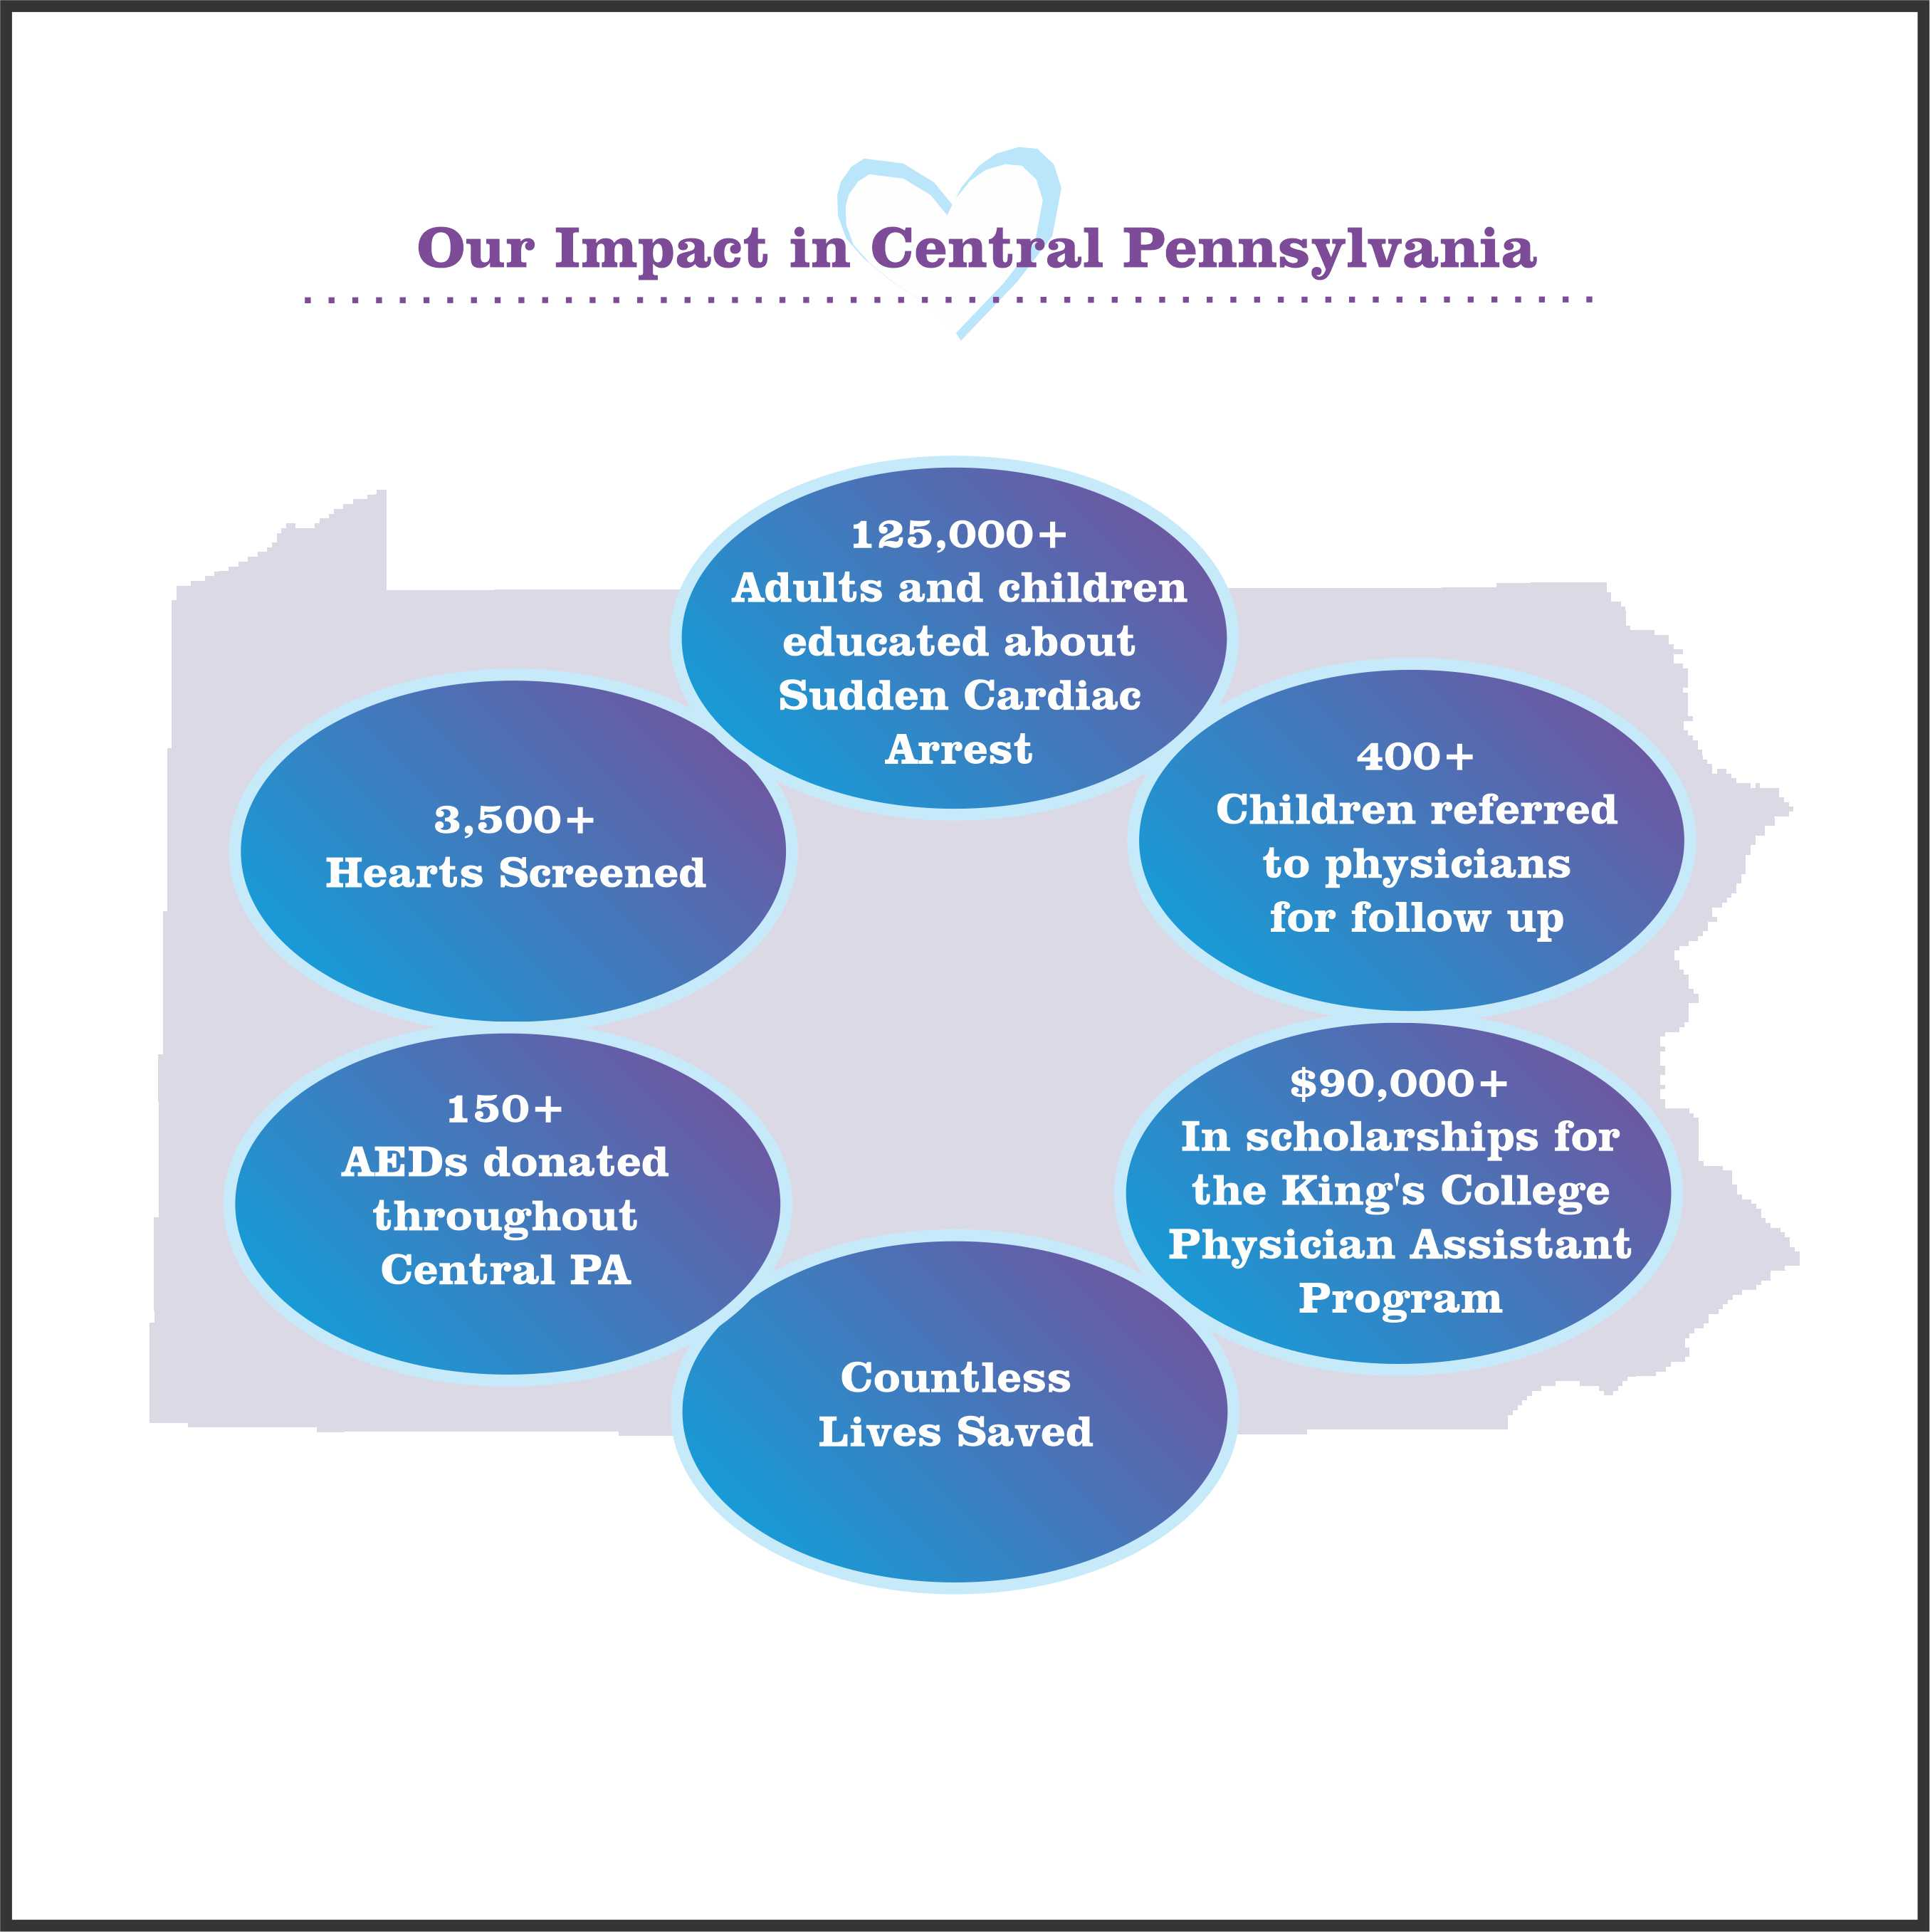 Our Impact in Central Pennsylvania
125,000+
Adults and children
educated about
Sudden Cardiac
Arrest
3,500+
Hearts Screened
400+
Children referred
to physicians
for follow up
150+
AEDs donated
throughout
Central PA
$90,000+
In scholarships for
the King's College
Physician Assistant
Program
Countless
Lives Saved